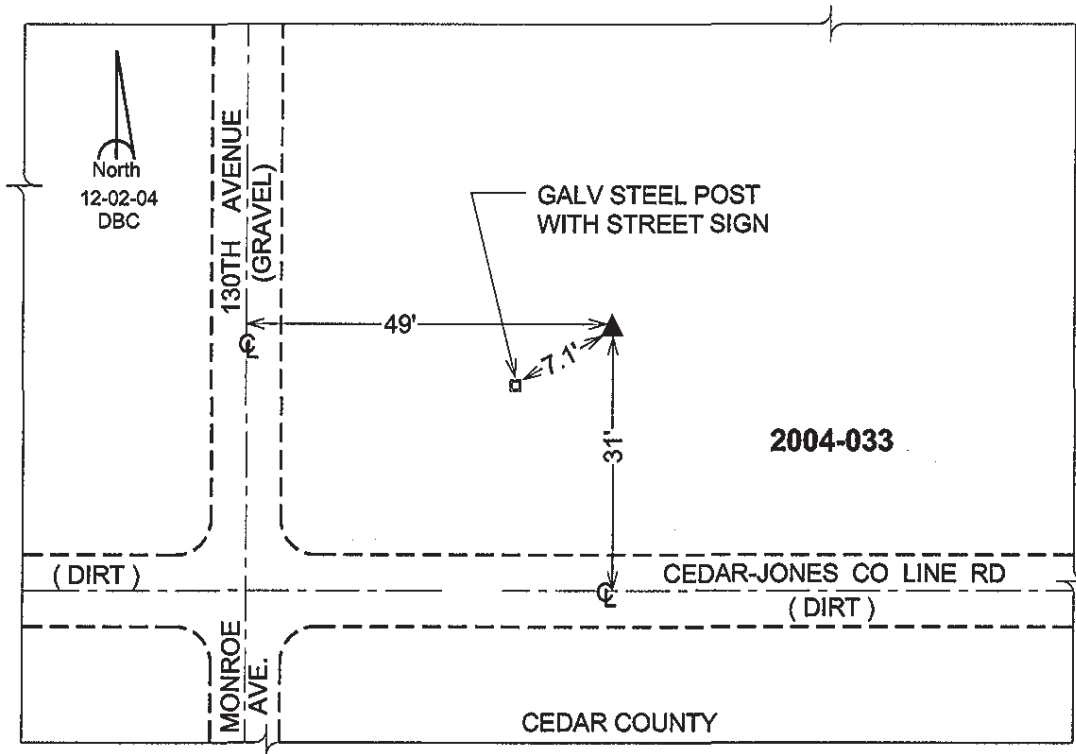 North
12-02-04
DBC
130TH AVENUE
(GRAVEL)
GALV STEEL POST
WITH STREET SIGN
49'
7.1'
31'
℄
2004-033
( DIRT )
CEDAR-JONES CO LINE RD
℄
( DIRT )
MONROE
AVE.
CEDAR COUNTY